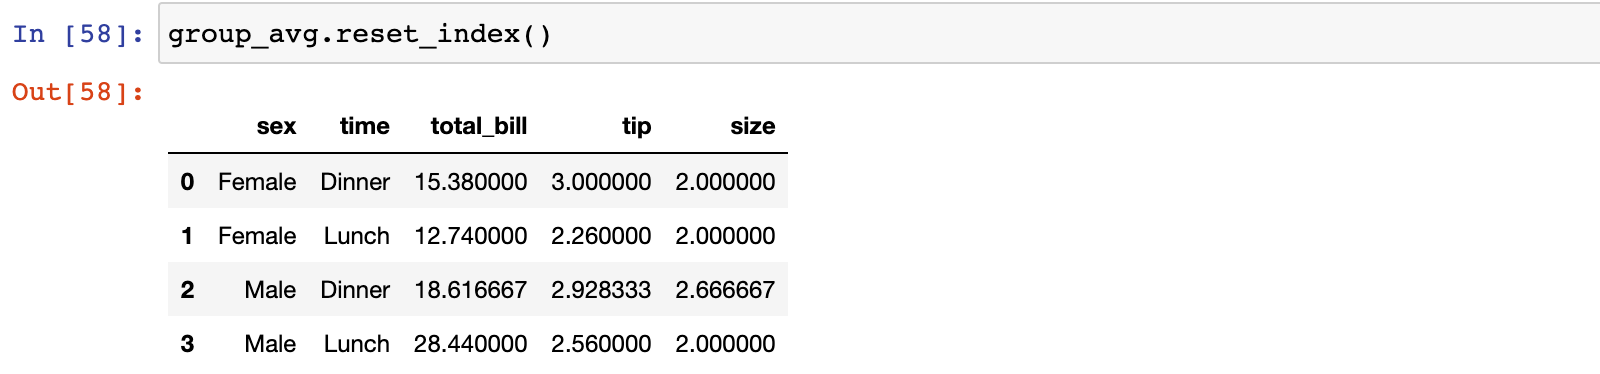 In [58]: group_avg.reset_index()
Out[58]:
sex time total_bill tip size
0 Female Dinner 15.380000 3.000000 2.000000
1 Female Lunch 12.740000 2.260000 2.000000
2 Male Dinner 18.616667 2.928333 2.666667
3 Male Lunch 28.440000 2.560000 2.000000